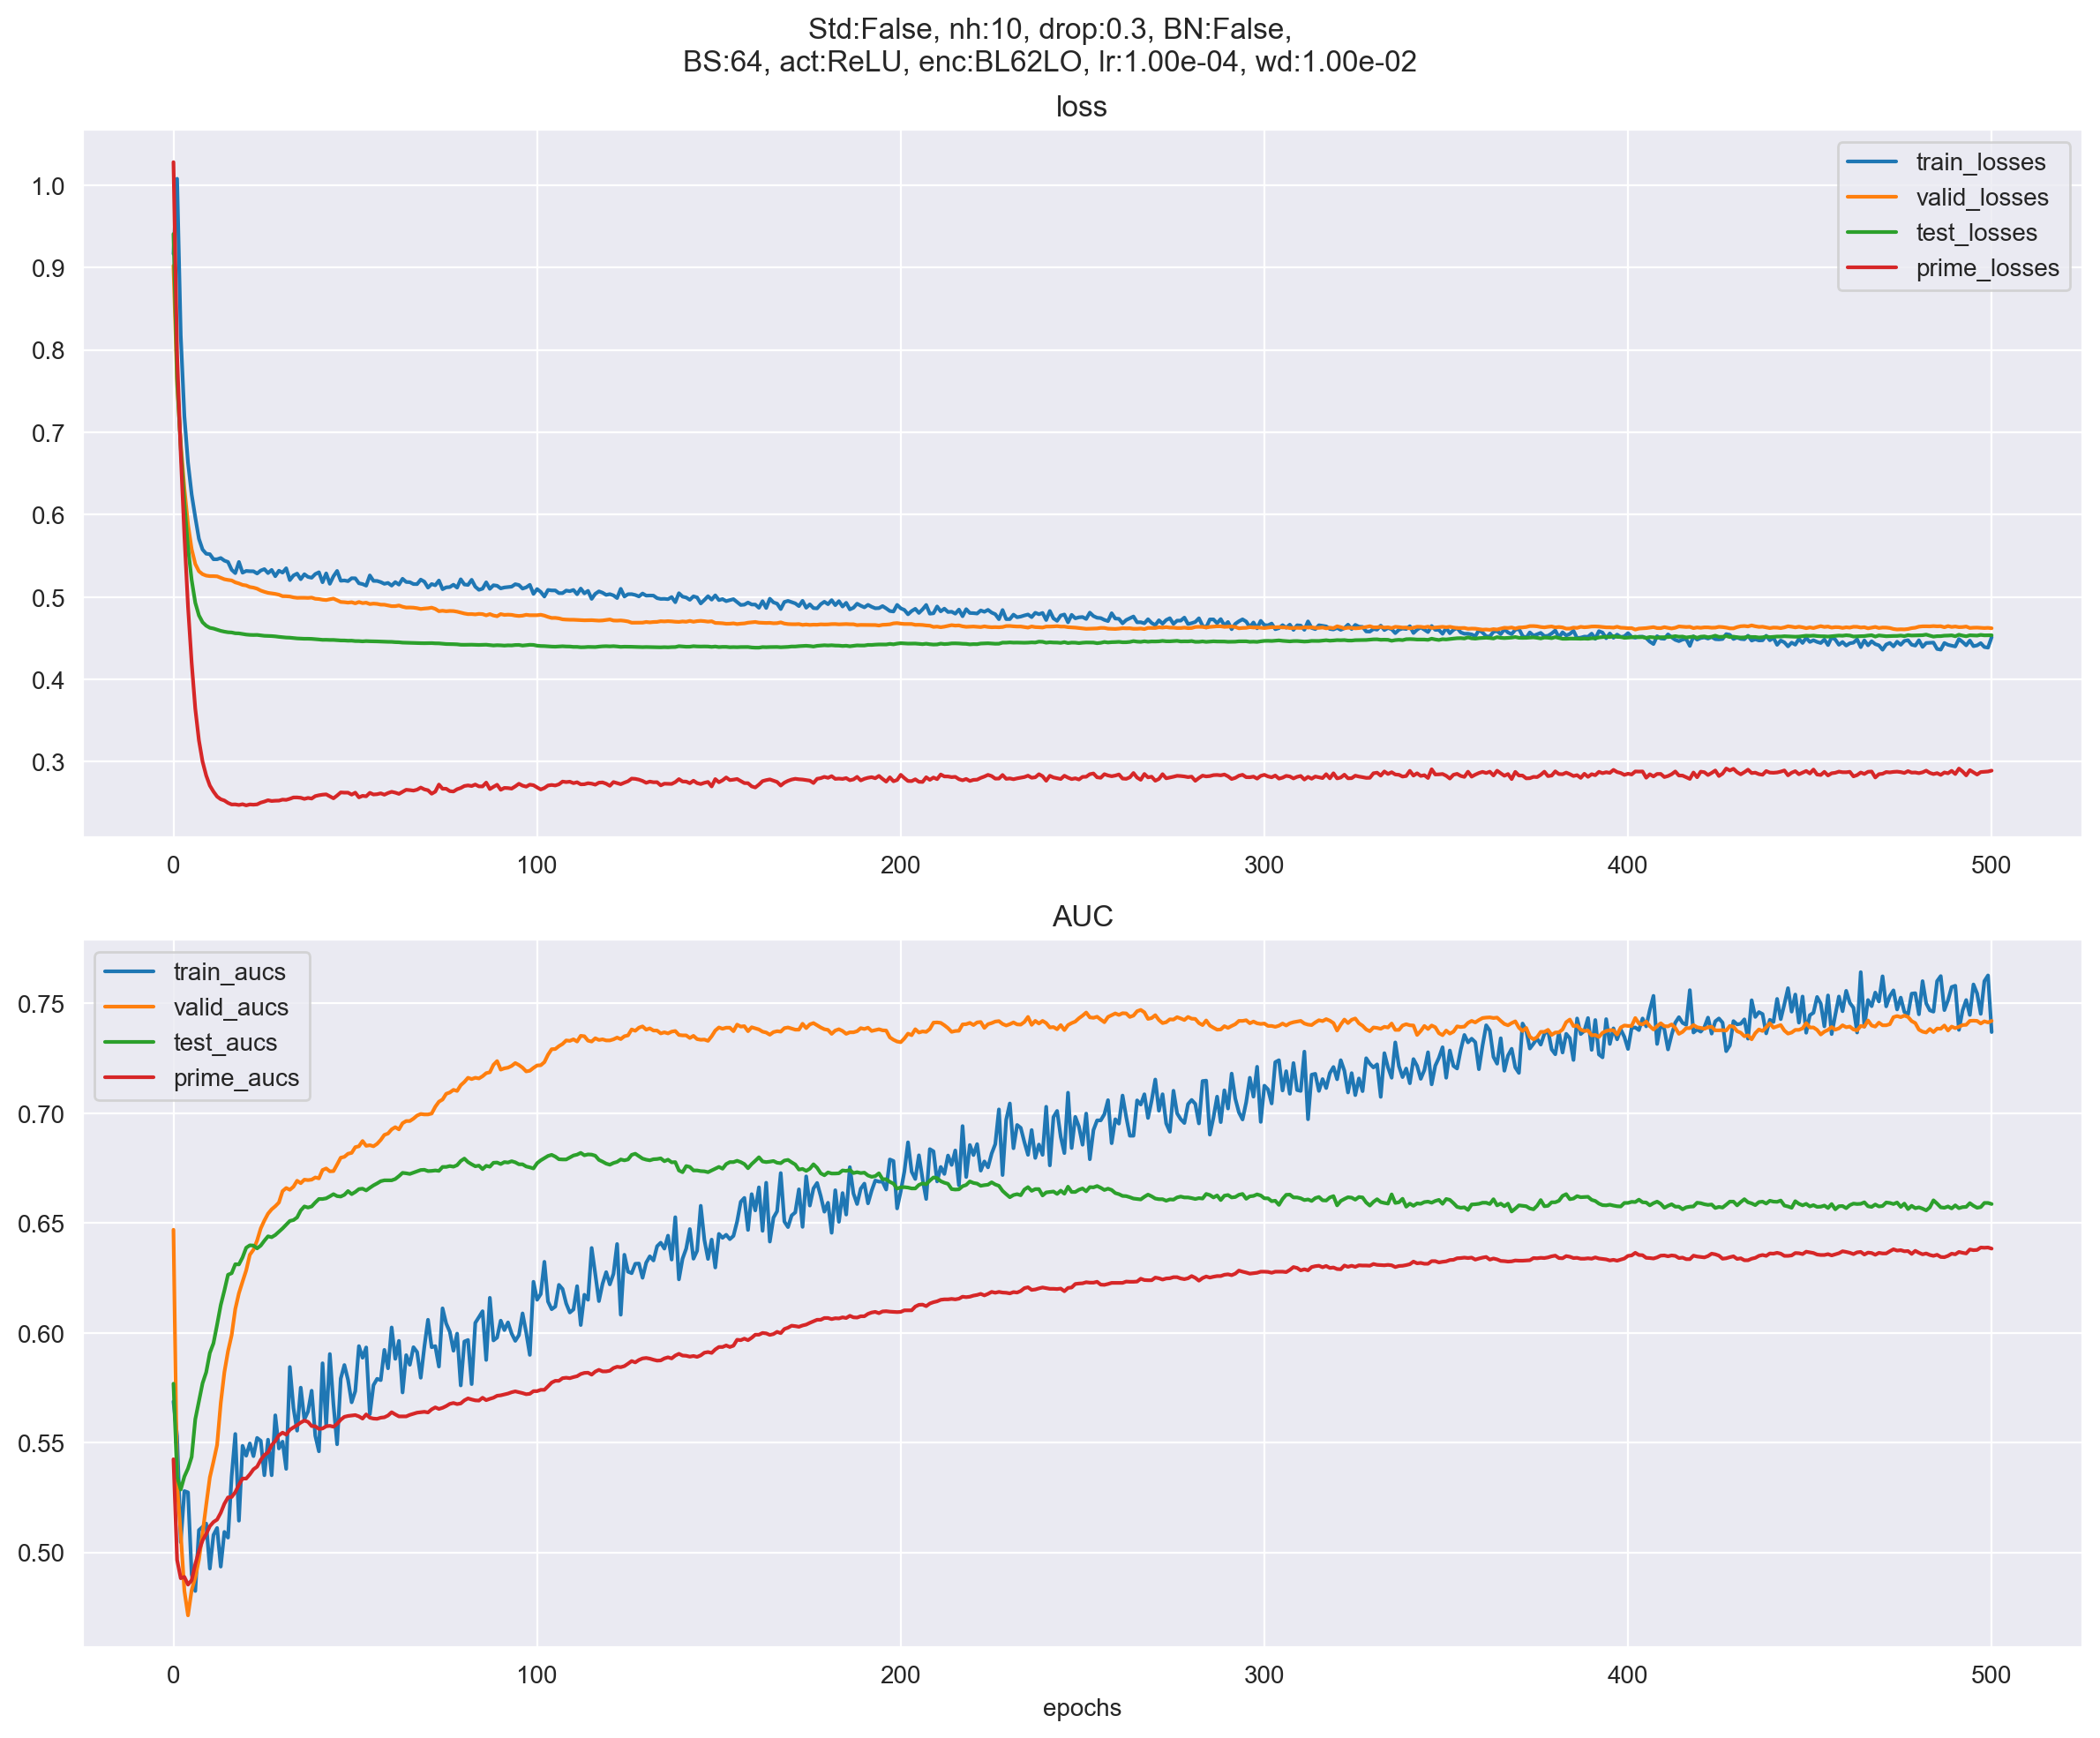 Std:False, nh:10, drop:0.3, BN:False,
BS:64, act:ReLU, enc:BL62LO, lr:1.00e-04, wd:1.00e-02
loss
1.0
0.9
0.8
0.7
0.6
0.5
0.4
0.3
train_losses
valid_losses
test_losses
prime_losses
0 100 200 300 400 500
AUC
0.75
0.70
0.65
0.60
0.55
0.50
train_aucs
valid_aucs
test_aucs
prime_aucs
0 100 200 300 400 500
epochs